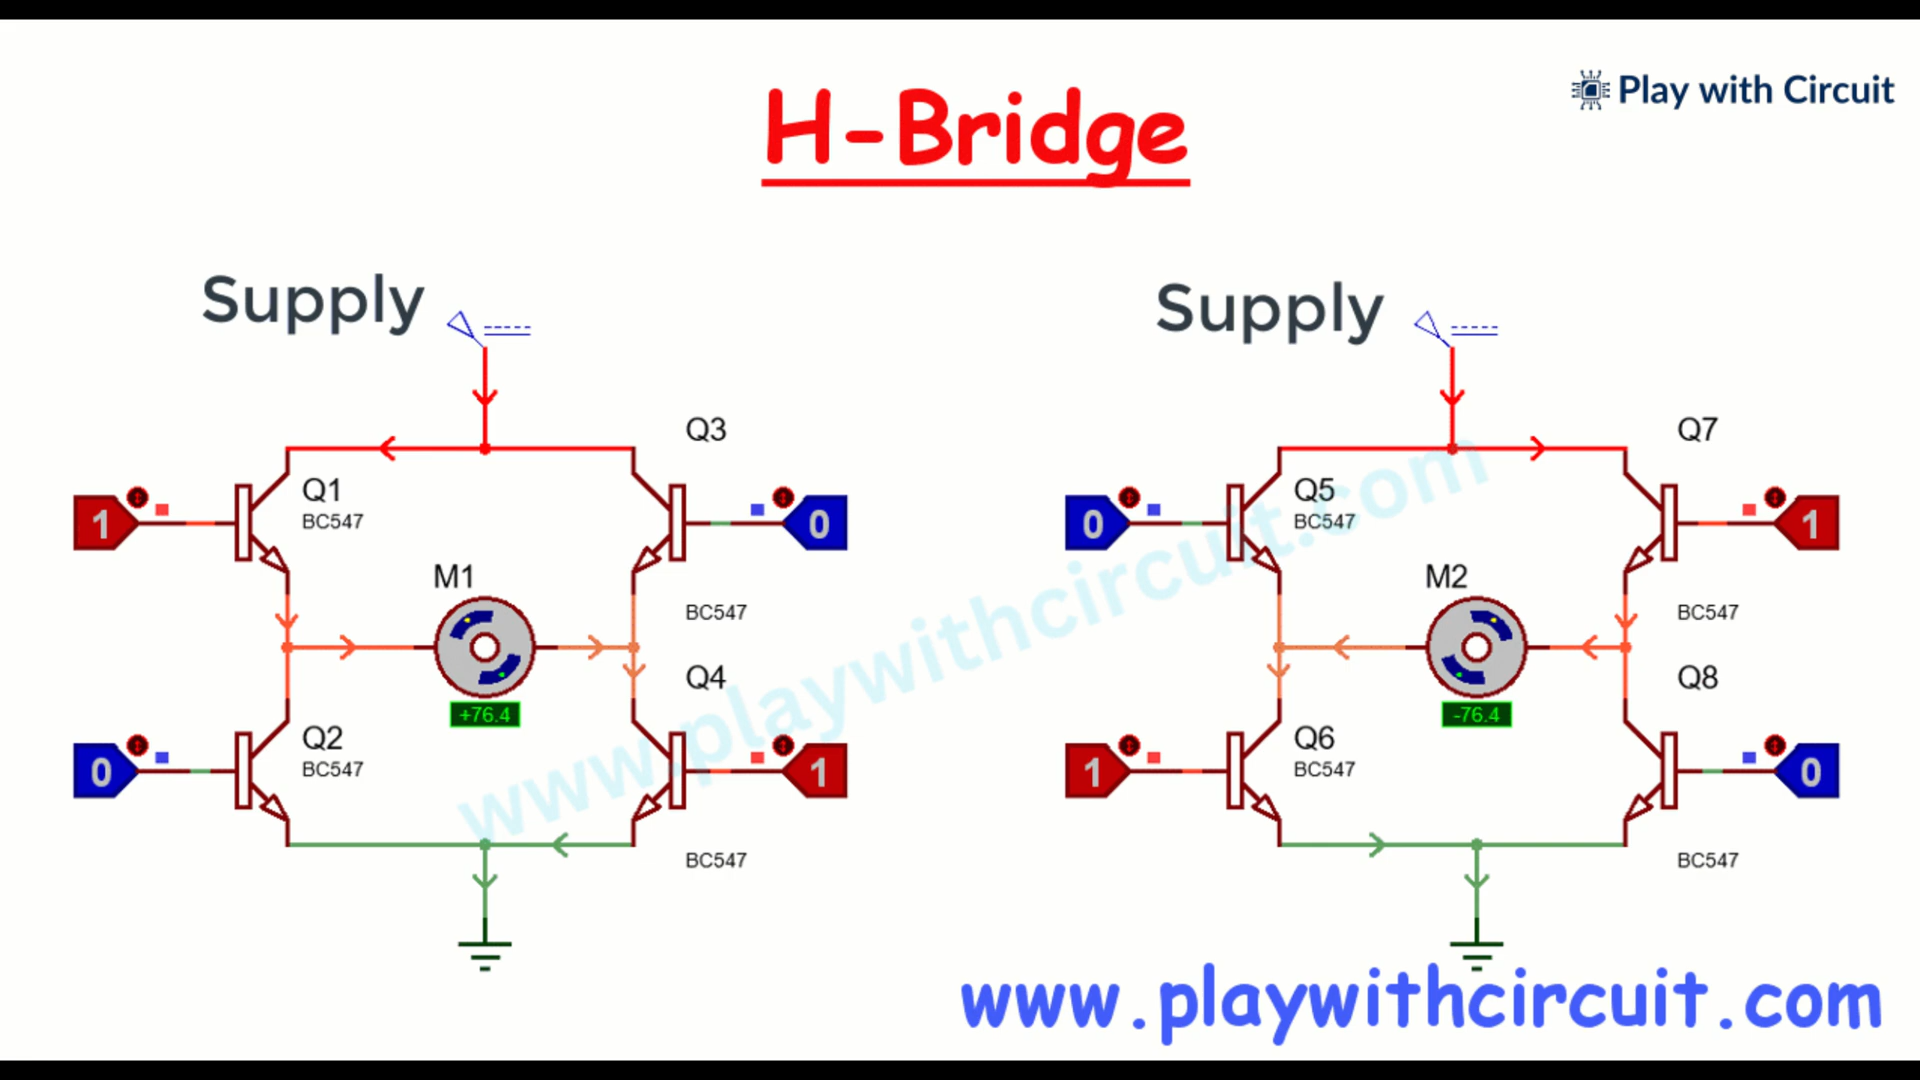 H-Bridge
Play with Circuit
Supply
Supply
Q3
Q7
Q1
BC547
Q5
BC547
1
0
0
1
M1
M2
BC547
BC547
Q4
Q8
+76.4
-76.4
Q2
BC547
Q6
BC547
0
1
1
0
BC547
BC547
www.playwithcircuit.com
www.playwithcircuit.com